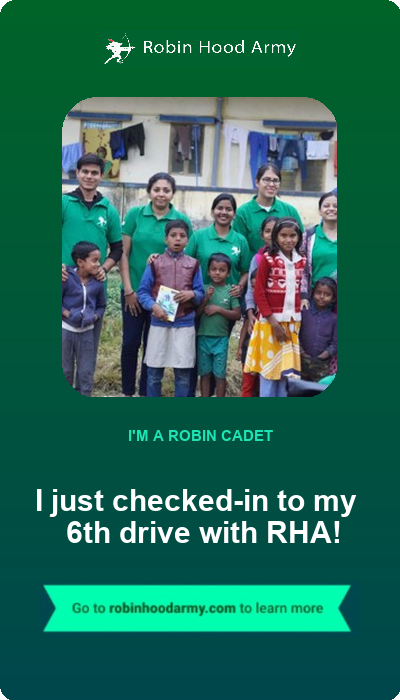 Robin Hood Army
I'M A ROBIN CADET
I just checked-in to my
6th drive with RHA!
Go to robinhoodarmy.com to learn more